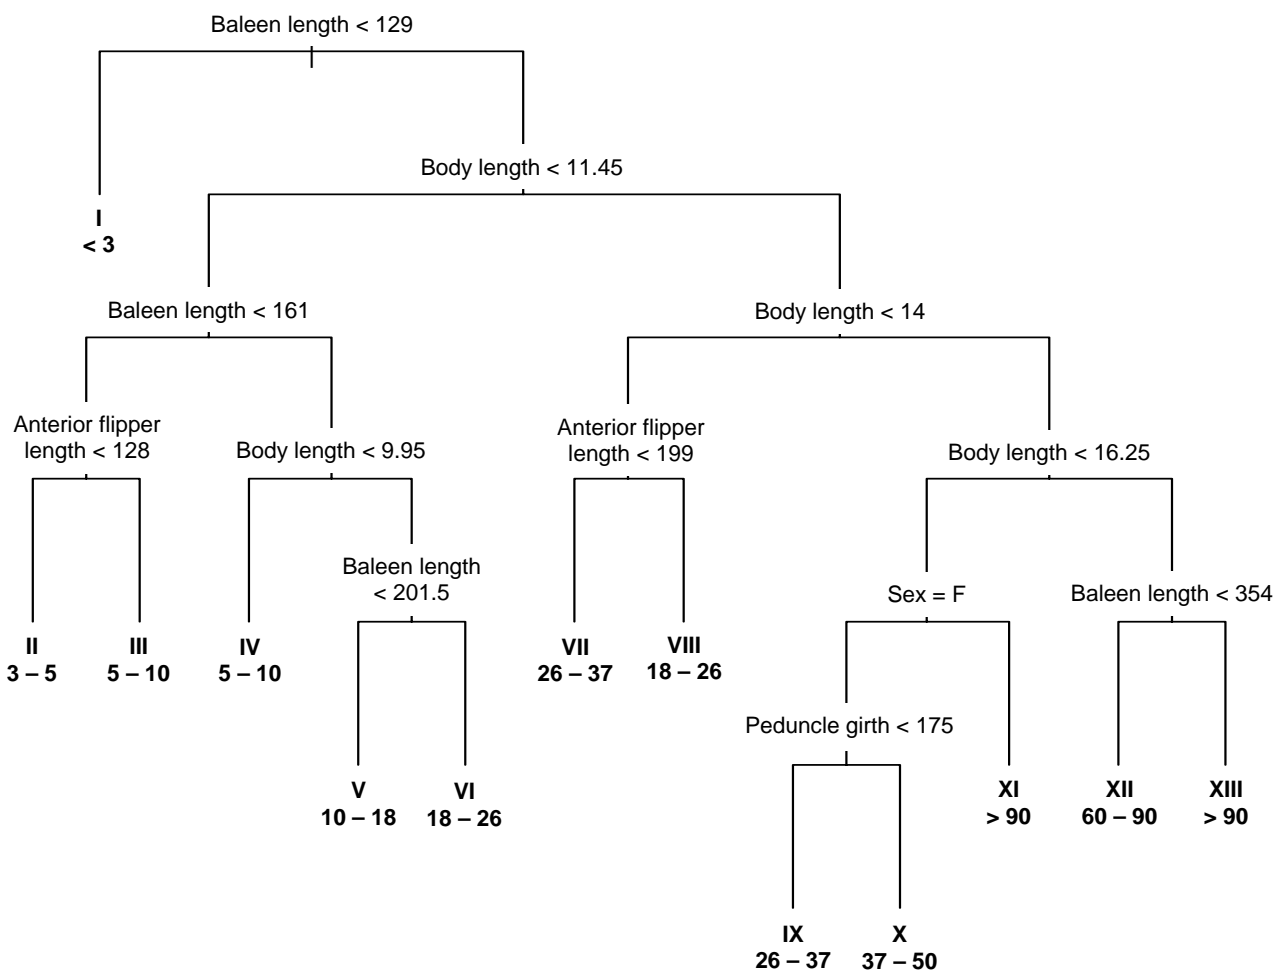 Baleen length < 129
Body length < 11.45
I
< 3
Baleen length < 161
Body length < 14
Anterior flipper
length < 128
Body length < 9.95
Anterior flipper
length < 199
Body length < 16.25
Baleen length
< 201.5
Sex = F
Baleen length < 354
II
3 – 5
III
5 – 10
IV
5 – 10
VII
26 – 37
VIII
18 – 26
Peduncle girth < 175
V
10 – 18
VI
18 – 26
XI
> 90
XII
60 – 90
XIII
> 90
IX
26 – 37
X
37 – 50